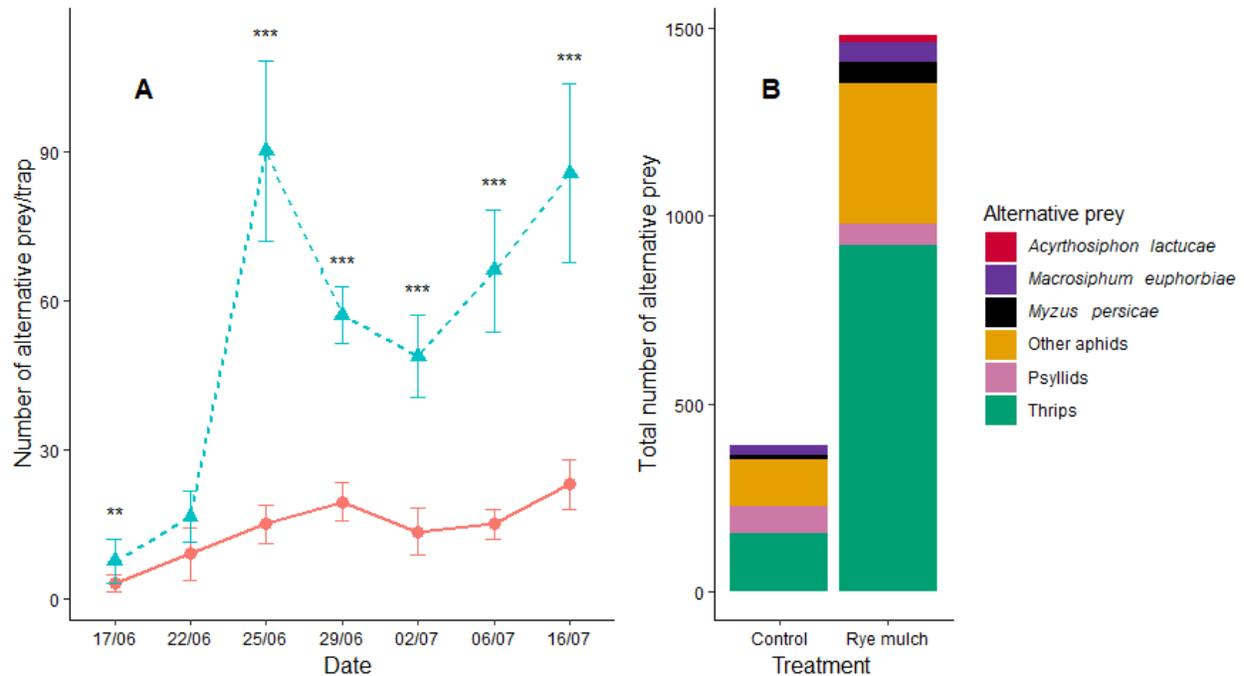 A
Number of alternative prey/trap
90
60
30
0
**
***
***
***
***
***
17/06 22/06 25/06 29/06 02/07 06/07 16/07
Date
B
Total number of alternative prey
1500
1000
500
0
Control Rye mulch
Treatment
Alternative prey
Acyrthosiphon lactucae
Macrosiphum euphorbiae
Myzus persicae
Other aphids
Psyllids
Thrips